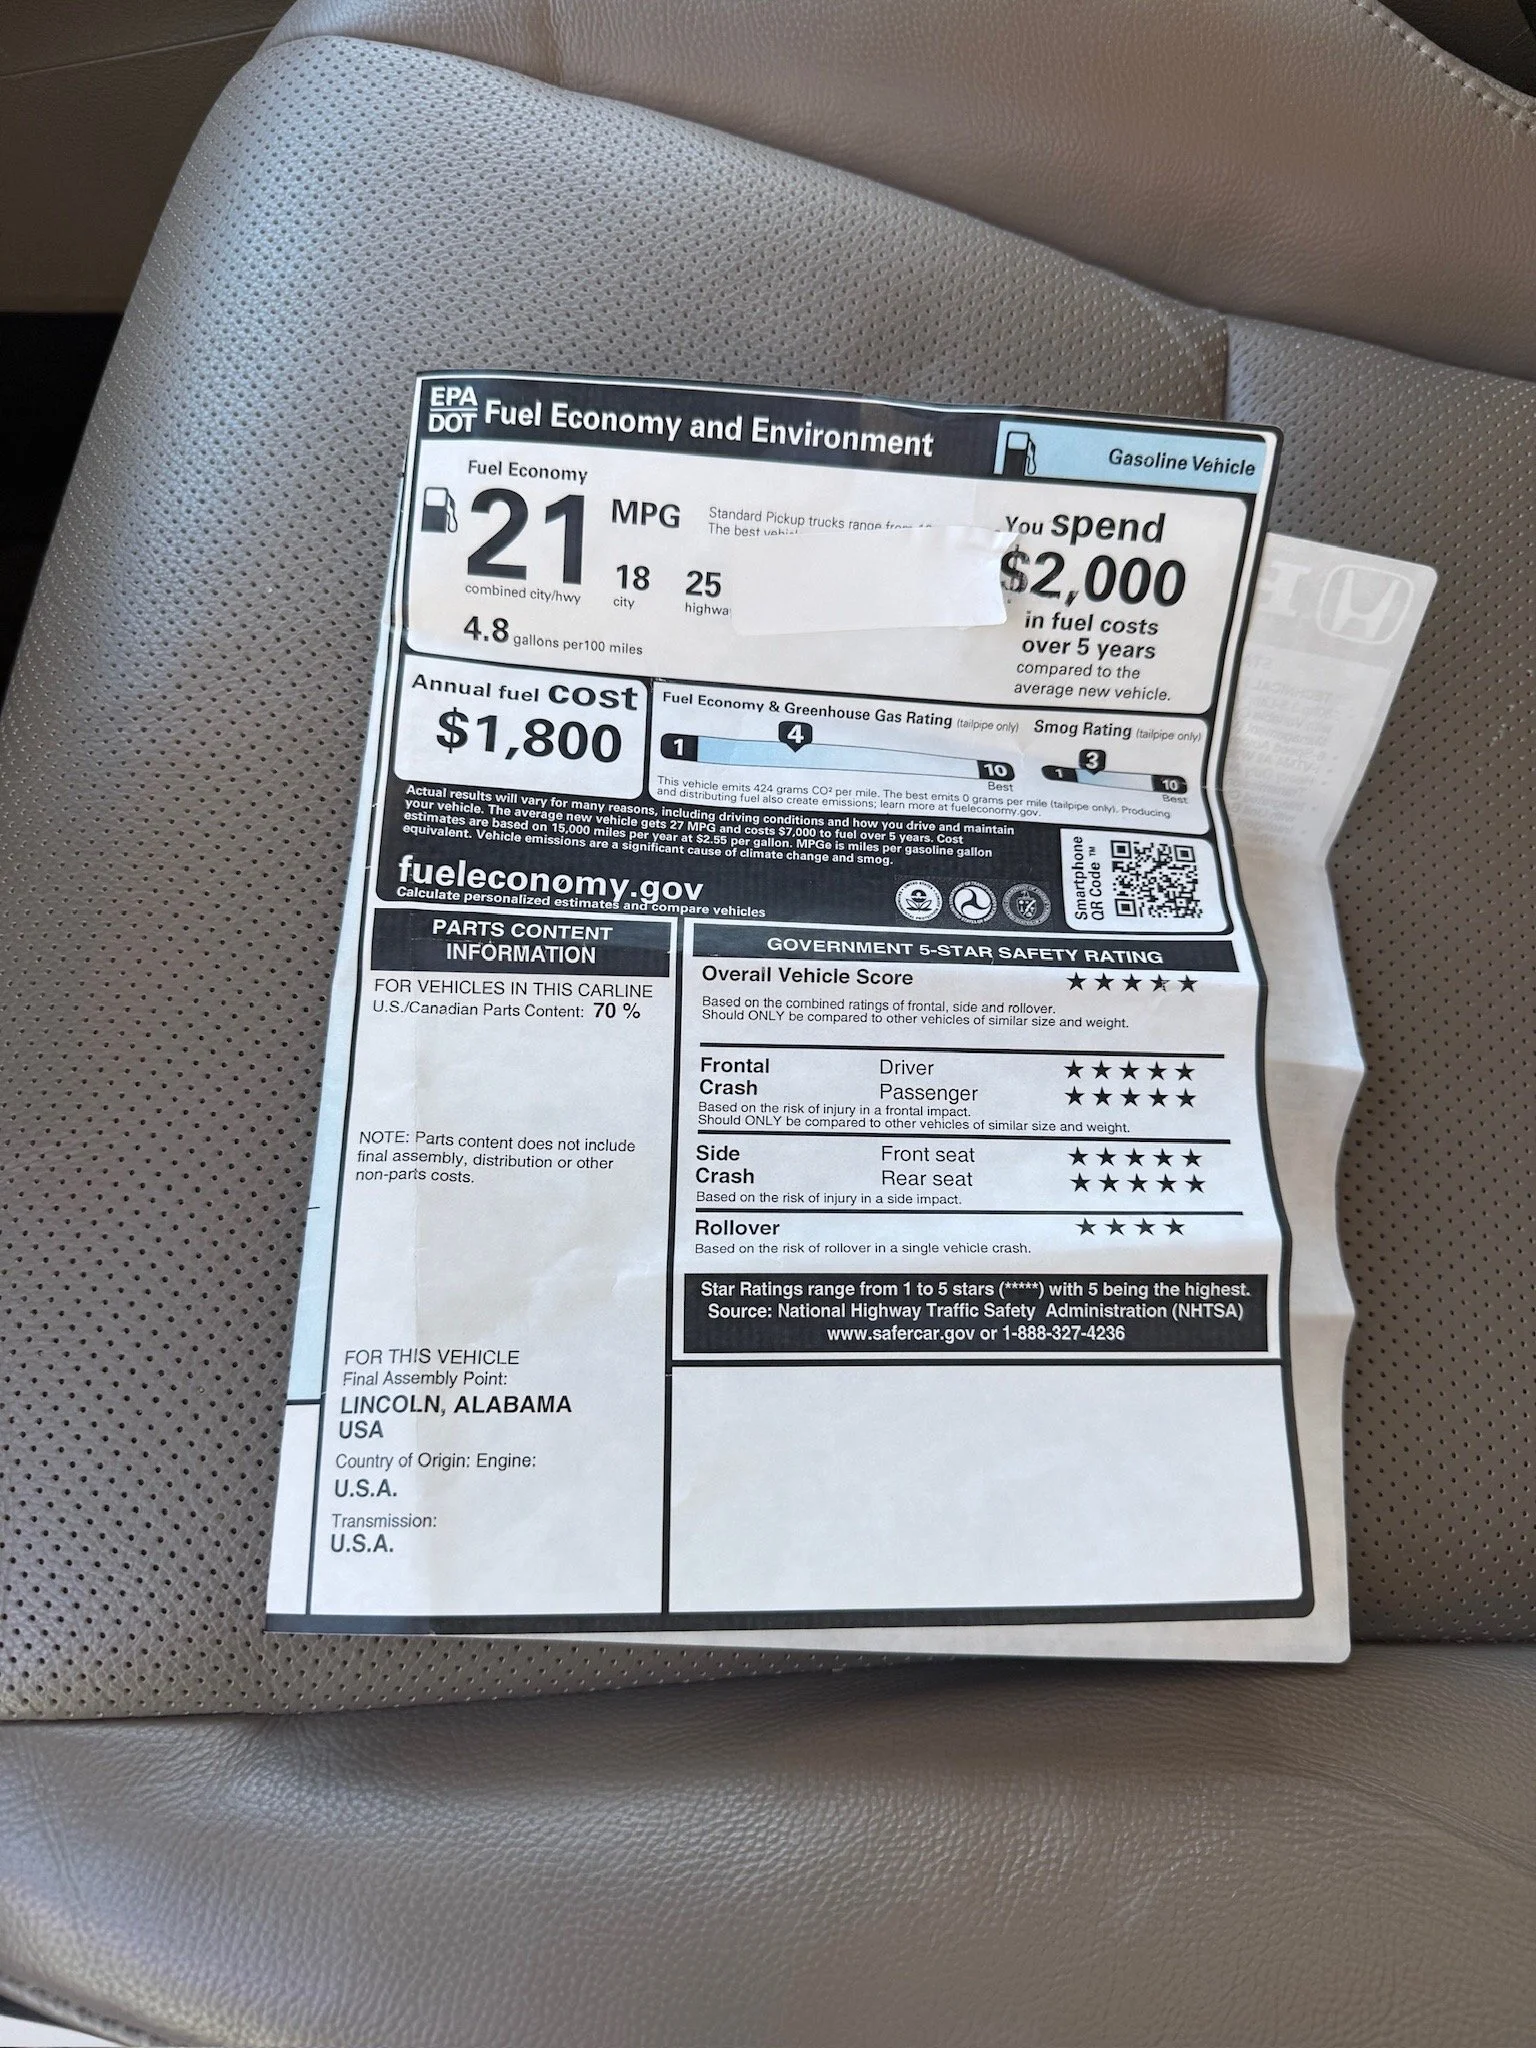 EPA
DOT
Fuel Economy and Environment
Gasoline Vehicle
Fuel Economy
21
MPG
combined city/hwy
18
city
25
4.8 gallons per100 miles
Standard Pickup trucks range
The best
You spend
$2,000
in fuel costs
over 5 years
compared to the
average new vehicle.
Annual fuel cost
$1,800
Fuel Economy & Greenhouse Gas Rating (tailpipe only)
1
4
10
Best
Smog Rating (tailpipe only)
1
3
10
Best
This vehicle emits 424 grams CO² per mile. The best emits 0 grams per mile (tailpipe only). Producing
and distributing fuel also create emissions; learn more at fueleconomy.gov.
Actual results will vary for many reasons, including driving conditions and how you drive and maintain
your vehicle. The average new vehicle gets 27 MPG and costs $7,000 to fuel over 5 years. Cost
estimates are based on 15,000 miles per year at $2.55 per gallon. MPGe is miles per gasoline gallon
equivalent. Vehicle emissions are a significant cause of climate change and smog.
fueleconomy.gov
Calculate personalized estimates and compare vehicles
Smartphone
QR Code™
PARTS CONTENT
INFORMATION
FOR VEHICLES IN THIS CARLINE
U.S./Canadian Parts Content: 70 %
NOTE: Parts content does not include
final assembly, distribution or other
non-parts costs.
FOR THIS VEHICLE
Final Assembly Point:
LINCOLN, ALABAMA
USA
Country of Origin: Engine:
U.S.A.
Transmission:
U.S.A.
GOVERNMENT 5-STAR SAFETY RATING
Overall Vehicle Score ★★★★★
Based on the combined ratings of frontal, side and rollover.
Should ONLY be compared to other vehicles of similar size and weight.
Frontal Driver ★★★★★
Crash Passenger ★★★★★
Based on the risk of injury in a frontal impact.
Should ONLY be compared to other vehicles of similar size and weight.
Side Front seat ★★★★★
Crash Rear seat ★★★★★
Based on the risk of injury in a side impact.
Rollover ★★★★
Based on the risk of rollover in a single vehicle crash.
Star Ratings range from 1 to 5 stars (*****) with 5 being the highest.
Source: National Highway Traffic Safety Administration (NHTSA)
www.safercar.gov or 1-888-327-4236